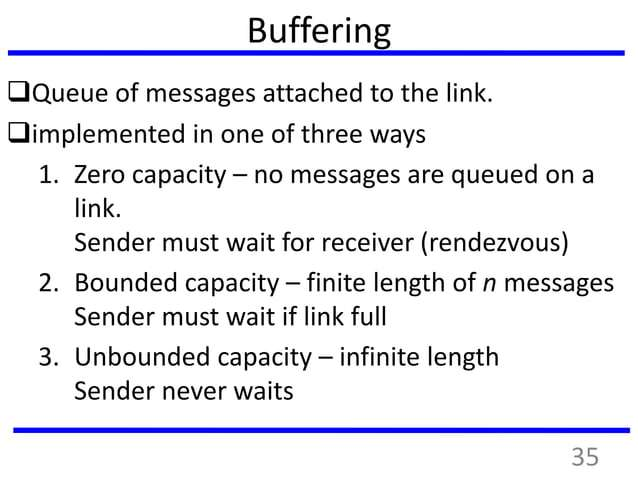 Buffering
❑Queue of messages attached to the link.
❑implemented in one of three ways
1. Zero capacity – no messages are queued on a
link.
Sender must wait for receiver (rendezvous)
2. Bounded capacity – finite length of n messages
Sender must wait if link full
3. Unbounded capacity – infinite length
Sender never waits
35